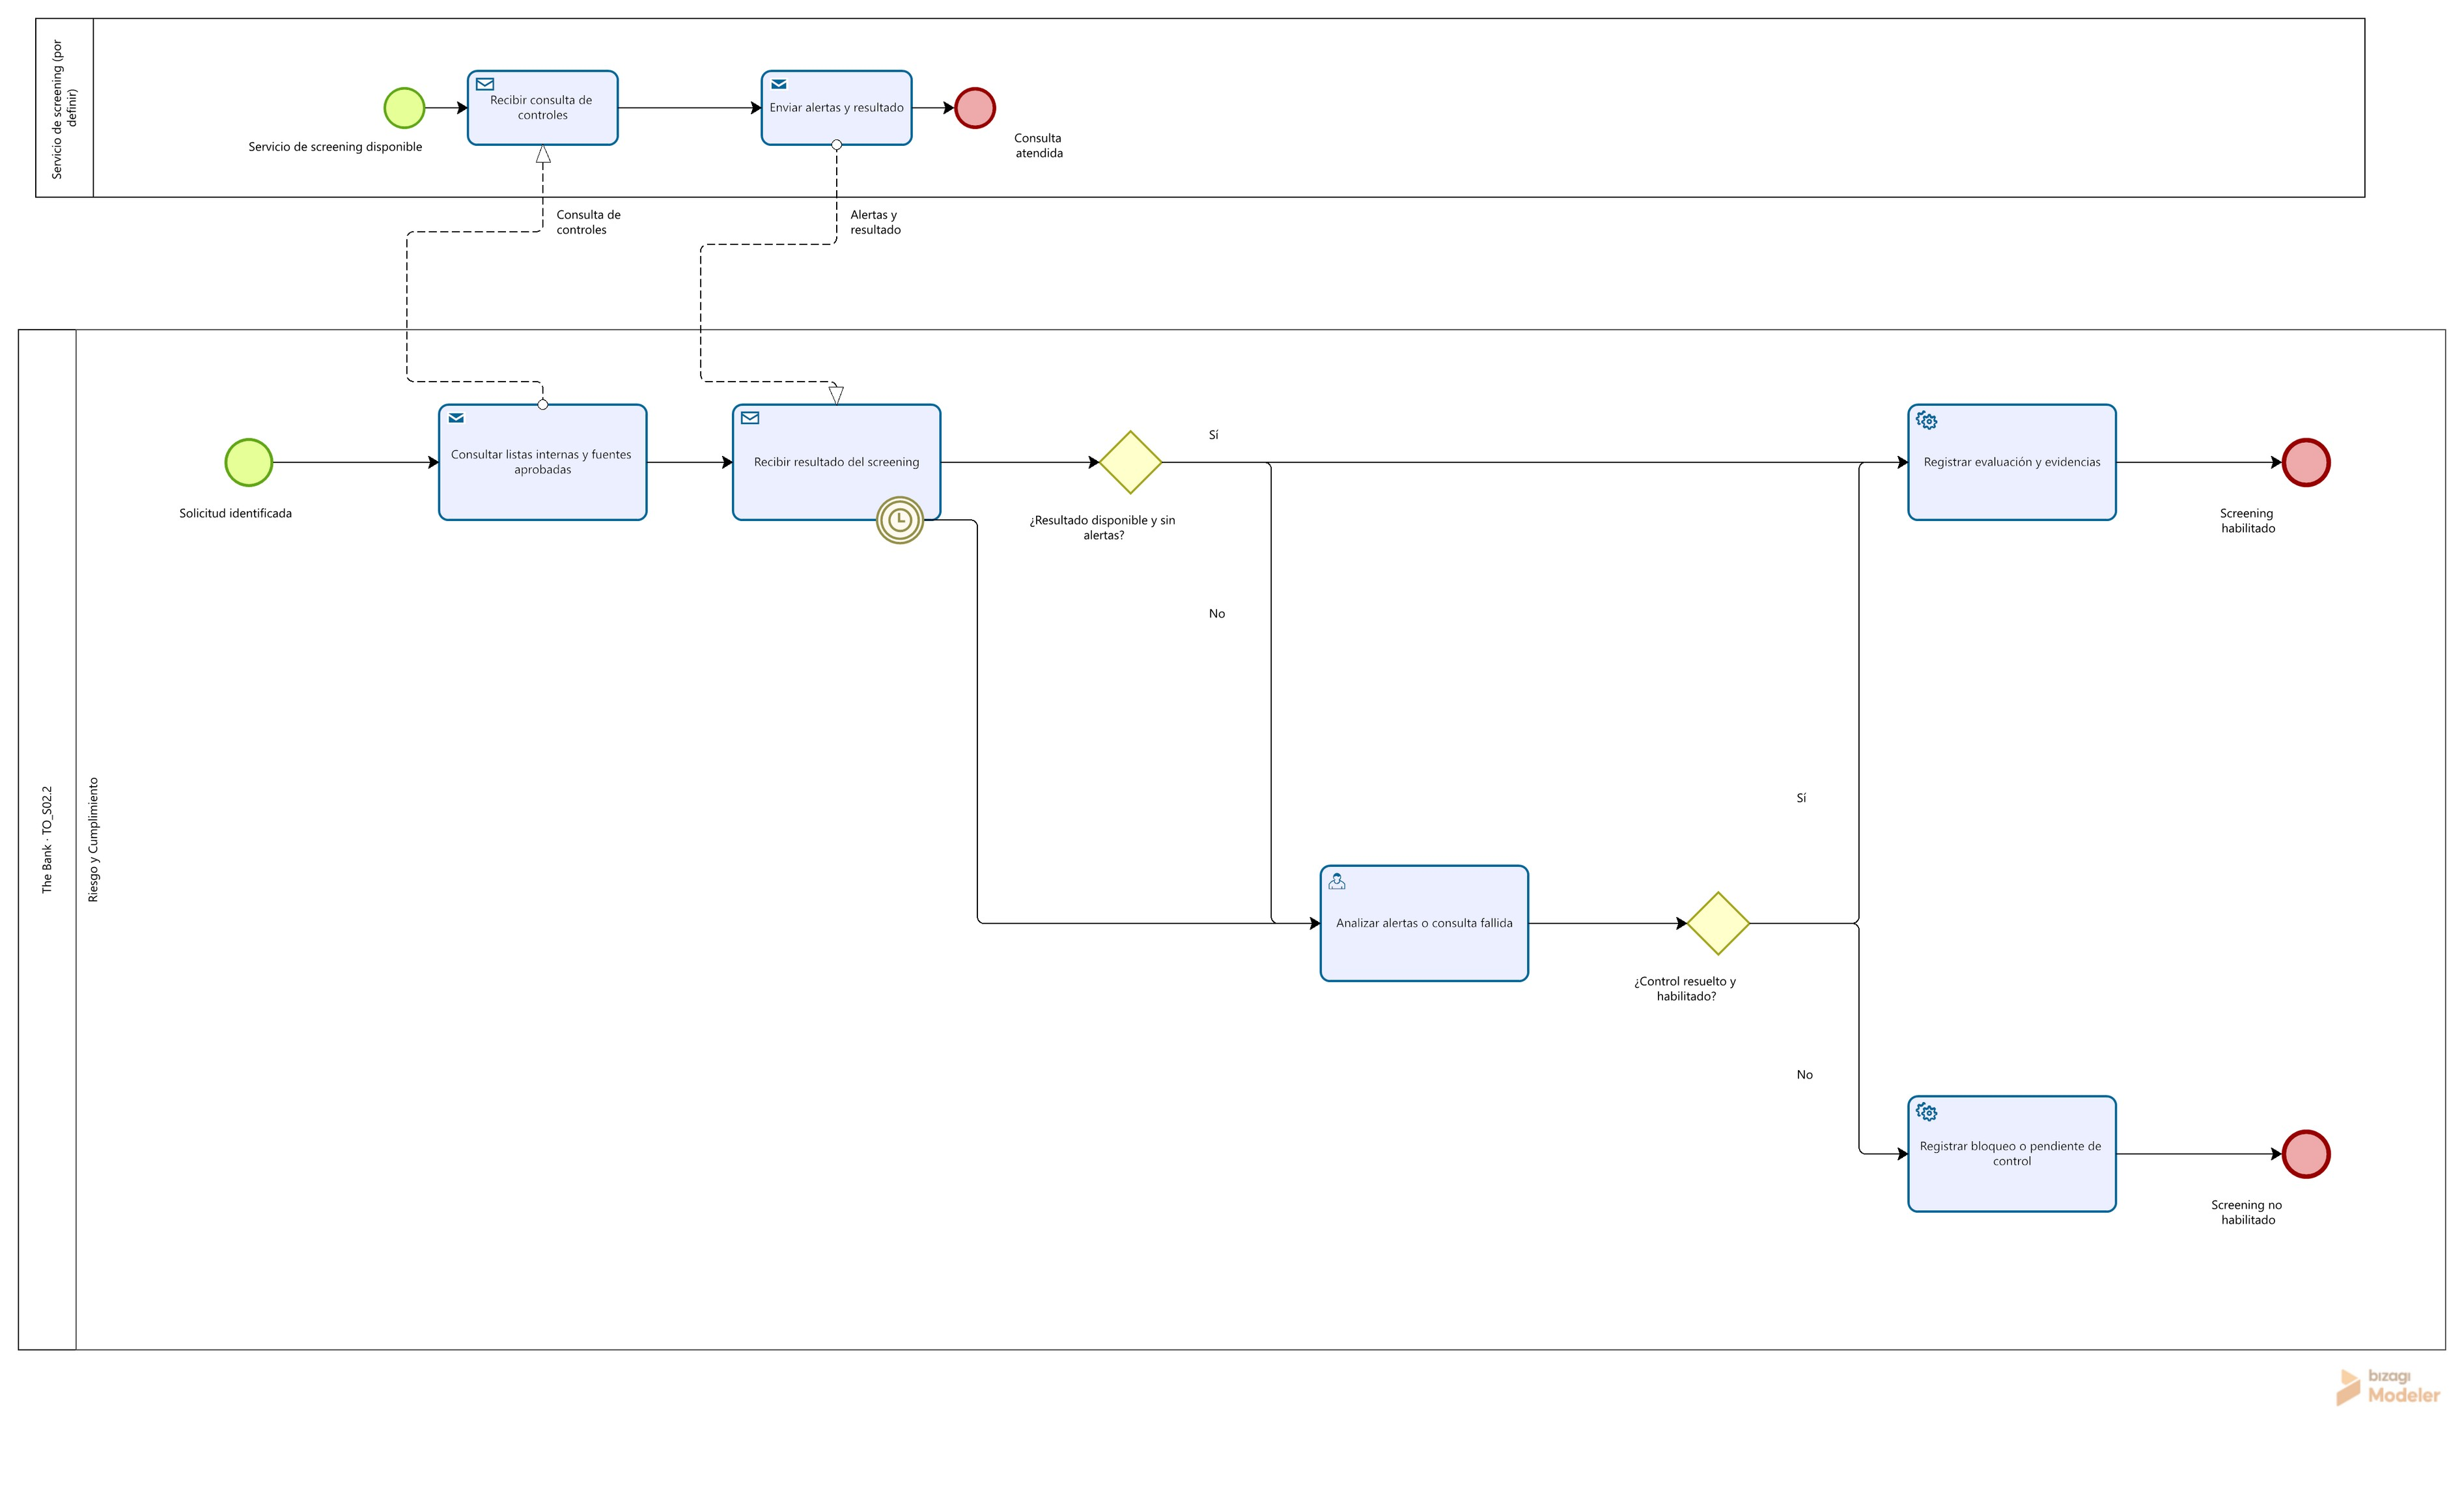 Servicio de screening (por
definir)
Recibir consulta de
controles
Enviar alertas y resultado
Servicio de screening disponible
Consulta
atendida
Consulta de
controles
Alertas y
resultado
The Bank · TO_S02.2
Riesgo y Cumplimiento
Consultar listas internas y fuentes
aprobadas
Recibir resultado del screening
Sí
Registrar evaluación y evidencias
Solicitud identificada
¿Resultado disponible y sin
alertas?
Screening
habilitado
No
Sí
Analizar alertas o consulta fallida
¿Control resuelto y
habilitado?
No
Registrar bloqueo o pendiente de
control
Screening no
habilitado
bizagi
Modeler